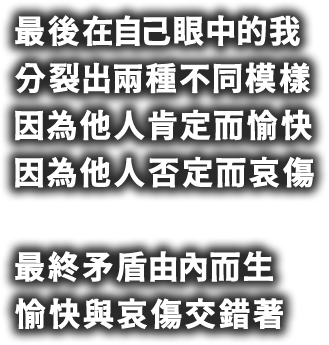 最後在自己眼中的我
分裂出兩種不同模樣
因為他人肯定而愉快
因為他人否定而哀傷
最終矛盾由內而生
愉快與哀傷交錯著